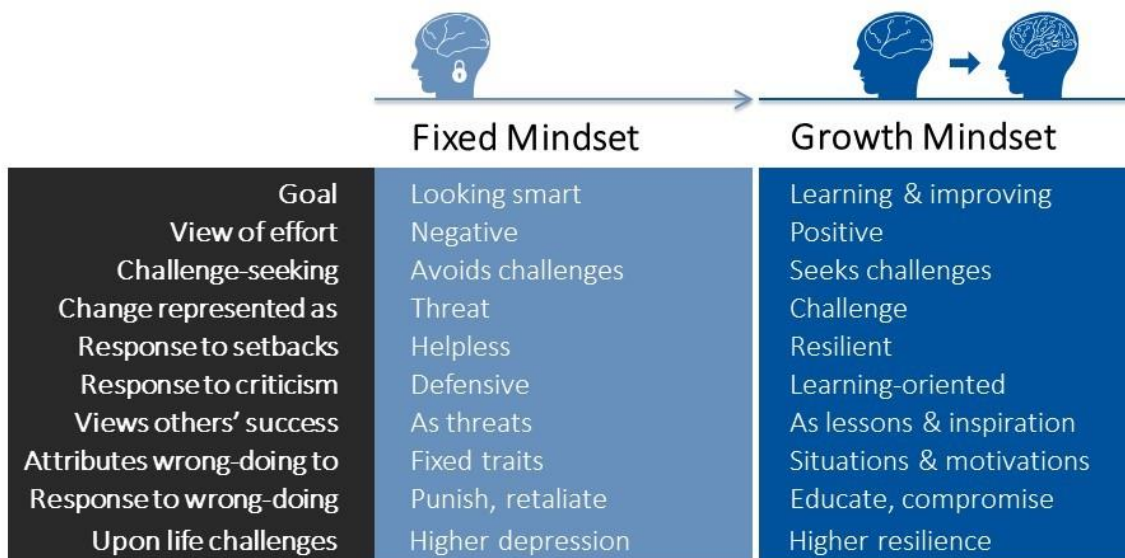 Fixed Mindset Growth Mindset
Goal Looking smart Learning & improving
View of effort Negative Positive
Challenge-seeking Avoids challenges Seeks challenges
Change represented as Threat Challenge
Response to setbacks Helpless Resilient
Response to criticism Defensive Learning-oriented
Views others’ success As threats As lessons & inspiration
Attributes wrong-doing to Fixed traits Situations & motivations
Response to wrong-doing Punish, retaliate Educate, compromise
Upon life challenges Higher depression Higher resilience